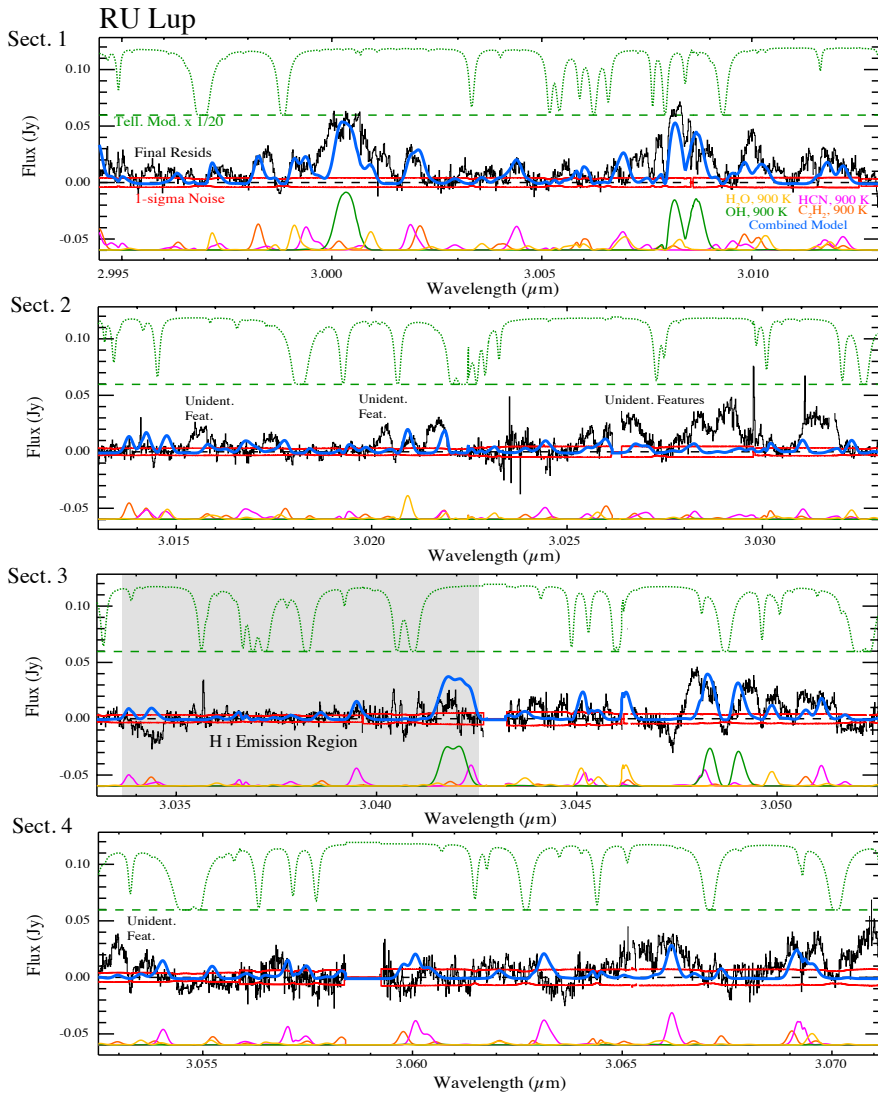 RU Lup
Sect. 1
0.10
Tell. Mod. x 1/20
0.05
Final Resids
0.00
1-sigma Noise
H₂O, 900 K HCN, 900 K
OH, 900 K C₂H₂, 900 K
Combined Model
-0.05
Flux (Jy)
2.995 3.000 3.005 3.010
Wavelength (μm)
Sect. 2
0.10
0.05
Unident. Feat.
Unident. Feat.
Unident. Features
0.00
-0.05
Flux (Jy)
3.015 3.020 3.025 3.030
Wavelength (μm)
Sect. 3
0.10
0.05
0.00
H I Emission Region
-0.05
Flux (Jy)
3.035 3.040 3.045 3.050
Wavelength (μm)
Sect. 4
0.10
0.05
Unident.
Feat.
0.00
-0.05
Flux (Jy)
3.055 3.060 3.065 3.070
Wavelength (μm)